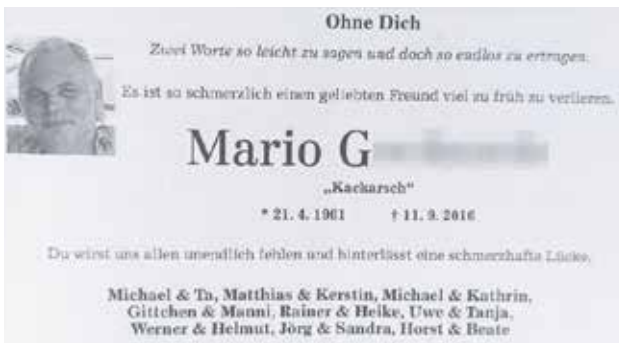 Ohne Dich
Zwei Worte so leicht zu sagen und doch so endlos zu ertragen.
Es ist so schmerzlich einen geliebten Freund viel zu früh zu verlieren.
Mario G
„Kackarsch“
* 21. 4. 1961 † 11. 9. 2016
Du wirst uns allen unendlich fehlen und hinterlässt eine schmerzhafte Lücke.
Michael & Ta, Matthias & Kerstin, Michael & Kathrin,
Gittchen & Manni, Rainer & Heike, Uwe & Tanja,
Werner & Helmut, Jörg & Sandra, Horst & Beate